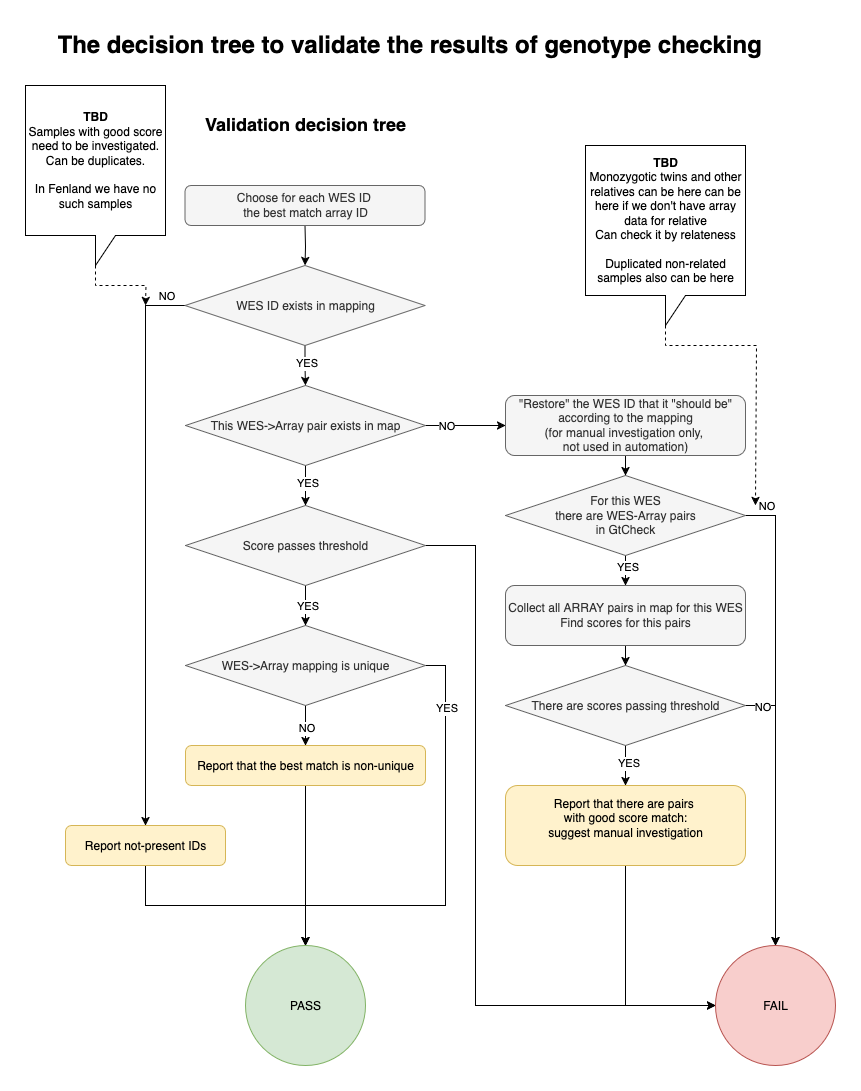 The decision tree to validate the results of genotype checking
TBD
Samples with good score
need to be investigated.
Can be duplicates.
In Fenland we have no
such samples
Validation decision tree
TBD
Monozygotic twins and other
relatives can be here can be
here if we don't have array
data for relative
Can check it by relateness
Duplicated non-related
samples also can be here
Choose for each WES ID
the best match array ID
NO
WES ID exists in mapping
YES
This WES->Array pair exists in map
NO
"Restore" the WES ID that it "should be"
according to the mapping
(for manual investigation only,
not used in automation)
YES
For this WES
there are WES-Array pairs
in GtCheck
NO
Score passes threshold
YES
YES
Collect all ARRAY pairs in map for this WES
Find scores for this pairs
WES->Array mapping is unique
YES
NO
There are scores passing threshold
NO
YES
Report that the best match is non-unique
Report that there are pairs
with good score match:
suggest manual investigation
Report not-present IDs
PASS
FAIL